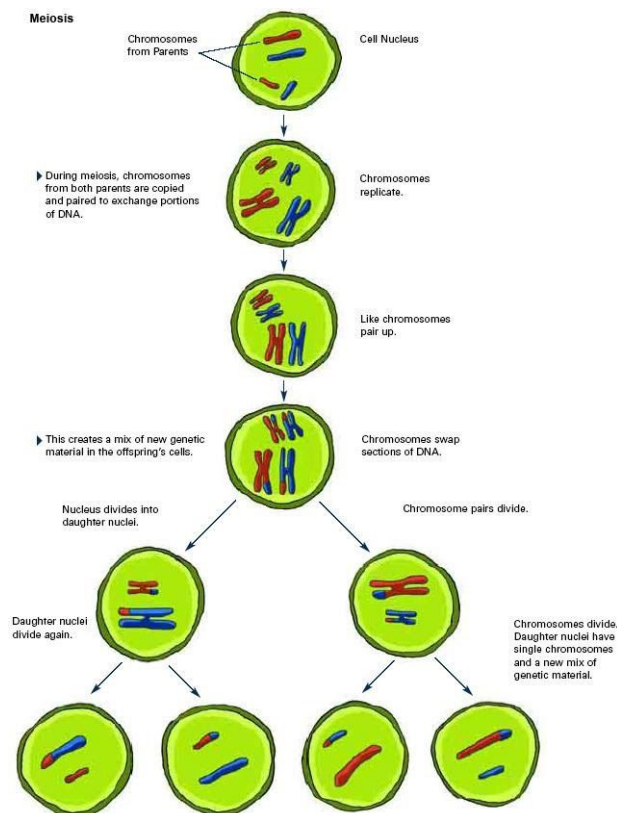 Meiosis
Chromosomes
from Parents
Cell Nucleus
During meiosis, chromosomes
from both parents are copied
and paired to exchange portions
of DNA.
Chromosomes
replicate.
Like chromosomes
pair up.
This creates a mix of new genetic
material in the offspring's cells.
Chromosomes swap
sections of DNA.
Nucleus divides into
daughter nuclei.
Chromosome pairs divide.
Daughter nuclei
divide again.
Chromosomes divide.
Daughter nuclei have
single chromosomes
and a new mix of
genetic material.